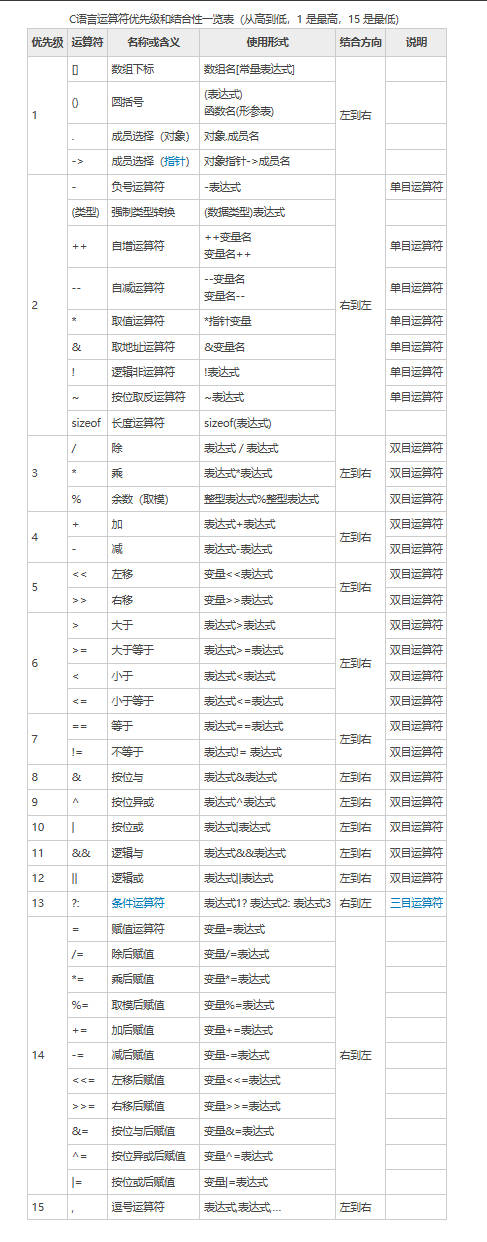 C语言运算符优先级和结合性一览表（从高到低，1 是最高，15 是最低)
优先级 运算符 名称或含义 使用形式 结合方向 说明
1 [] 数组下标 数组名[常量表达式] 左到右
() 圆括号 (表达式)
函数名(形参表)
. 成员选择（对象） 对象.成员名
-> 成员选择（指针） 对象指针->成员名
2 - 负号运算符 -表达式 右到左 单目运算符
(类型) 强制类型转换 (数据类型)表达式
++ 自增运算符 ++变量名
变量名++ 单目运算符
-- 自减运算符 --变量名
变量名-- 单目运算符
* 取值运算符 *指针变量 单目运算符
& 取地址运算符 &变量名 单目运算符
! 逻辑非运算符 !表达式 单目运算符
~ 按位取反运算符 ~表达式 单目运算符
sizeof 长度运算符 sizeof(表达式)
3 / 除 表达式 / 表达式 左到右 双目运算符
* 乘 表达式*表达式 双目运算符
% 余数（取模） 整型表达式%整型表达式 双目运算符
4 + 加 表达式+表达式 左到右 双目运算符
- 减 表达式-表达式 双目运算符
5 << 左移 变量<<表达式 左到右 双目运算符
>> 右移 变量>>表达式 双目运算符
6 > 大于 表达式>表达式 左到右 双目运算符
>= 大于等于 表达式>=表达式 双目运算符
< 小于 表达式<表达式 双目运算符
<= 小于等于 表达式<=表达式 双目运算符
7 == 等于 表达式==表达式 左到右 双目运算符
!= 不等于 表达式!= 表达式 双目运算符
8 & 按位与 表达式&表达式 左到右 双目运算符
9 ^ 按位异或 表达式^表达式 左到右 双目运算符
10 | 按位或 表达式|表达式 左到右 双目运算符
11 && 逻辑与 表达式&&表达式 左到右 双目运算符
12 || 逻辑或 表达式||表达式 左到右 双目运算符
13 ?: 条件运算符 表达式1? 表达式2: 表达式3 右到左 三目运算符
14 = 赋值运算符 变量=表达式 右到左
/= 除后赋值 变量/=表达式
*= 乘后赋值 变量*=表达式
%= 取模后赋值 变量%=表达式
+= 加后赋值 变量+=表达式
-= 减后赋值 变量-=表达式
<<= 左移后赋值 变量<<=表达式
>>= 右移后赋值 变量>>=表达式
&= 按位与后赋值 变量&=表达式
^= 按位异或后赋值 变量^=表达式
|= 按位或后赋值 变量|=表达式
15 , 逗号运算符 表达式,表达式,… 左到右